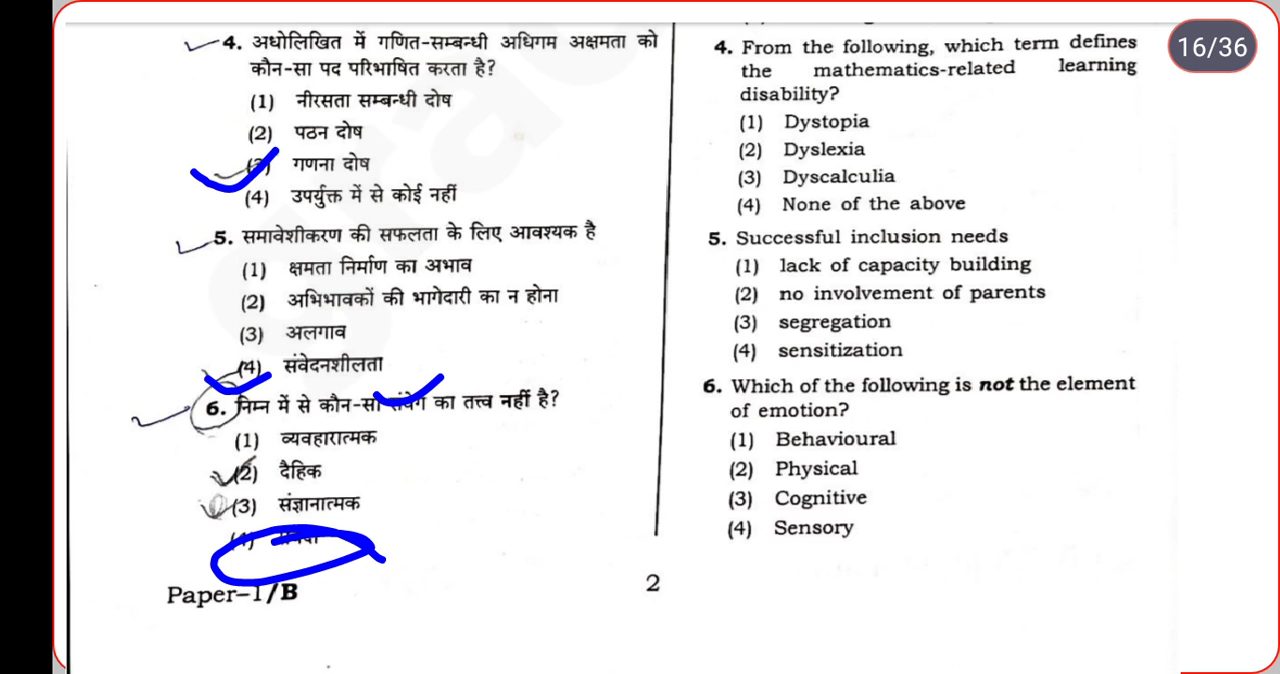 16/36
4. अधोलिखित में गणित-सम्बन्धी अधिगम अक्षमता को
कौन-सा पद परिभाषित करता है?
(1) नीरसता सम्बन्धी दोष
(2) पठन दोष
(3) गणना दोष
(4) उपर्युक्त में से कोई नहीं
5. समावेशीकरण की सफलता के लिए आवश्यक है
(1) क्षमता निर्माण का अभाव
(2) अभिभावकों की भागेदारी का न होना
(3) अलगाव
(4) संवेदनशीलता
6. निम्न में से कौन-सा संवेग का तत्त्व नहीं है?
(1) व्यवहारात्मक
(2) दैहिक
(3) संज्ञानात्मक
(4)
4. From the following, which term defines
the mathematics-related learning
disability?
(1) Dystopia
(2) Dyslexia
(3) Dyscalculia
(4) None of the above
5. Successful inclusion needs
(1) lack of capacity building
(2) no involvement of parents
(3) segregation
(4) sensitization
6. Which of the following is not the element
of emotion?
(1) Behavioural
(2) Physical
(3) Cognitive
(4) Sensory
Paper–1/B
2